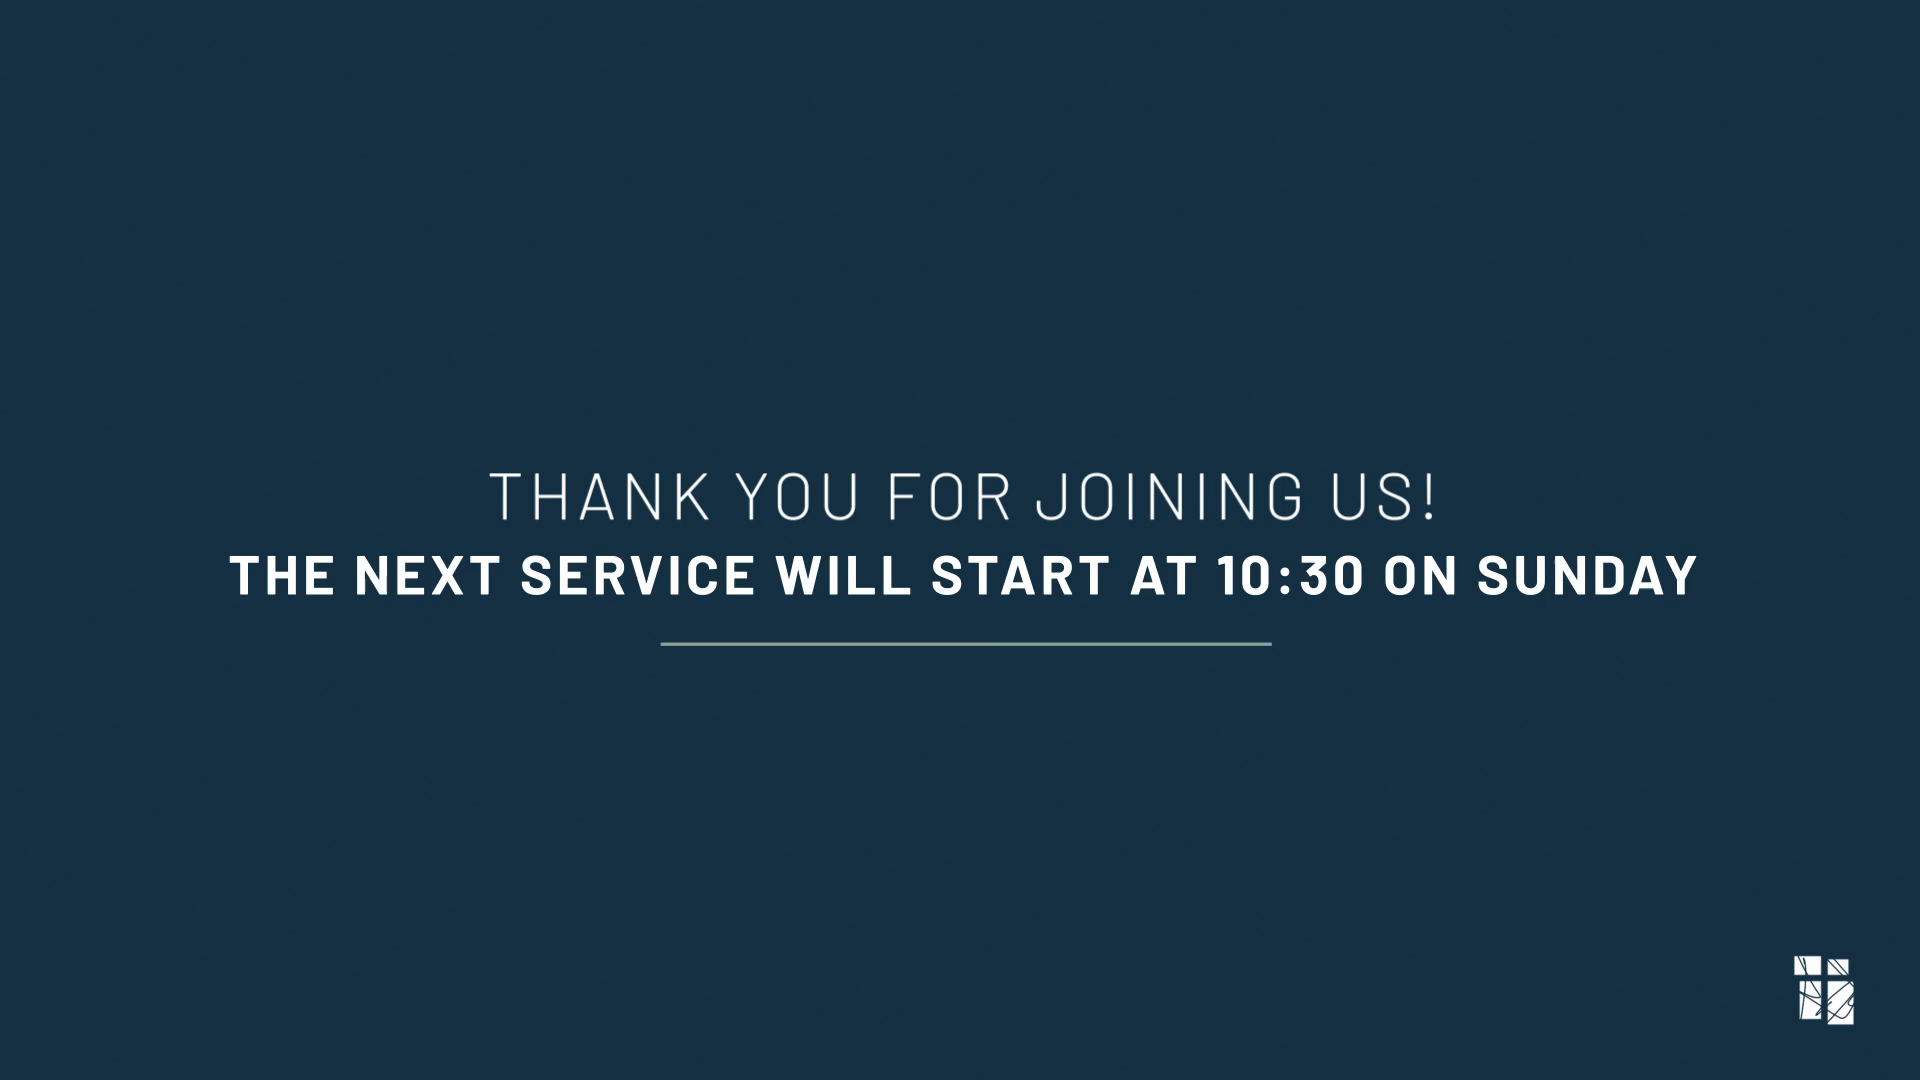 THANK YOU FOR JOINING US!
THE NEXT SERVICE WILL START AT 10:30 ON SUNDAY